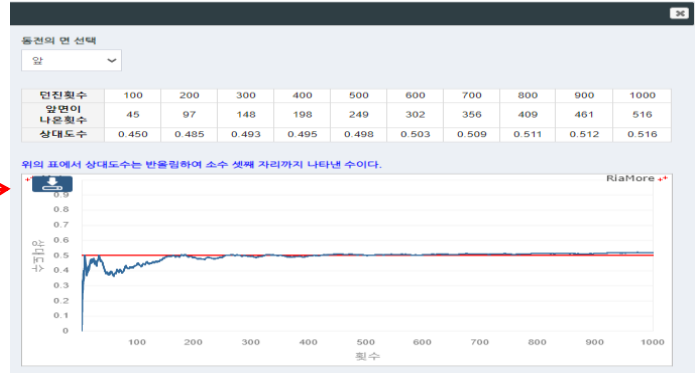 동전의 면 선택
앞
던진횟수 100 200 300 400 500 600 700 800 900 1000
앞면이 나온횟수 45 97 148 198 249 302 356 409 461 516
상대도수 0.450 0.485 0.493 0.495 0.498 0.503 0.509 0.511 0.512 0.516
위의 표에서 상대도수는 반올림하여 소수 셋째 자리까지 나타낸 수이다.
RiaMore
0.9
0.8
0.7
0.6
0.5
0.4
0.3
0.2
0.1
0
상대도수
100 200 300 400 500 600 700 800 900 1000
횟수